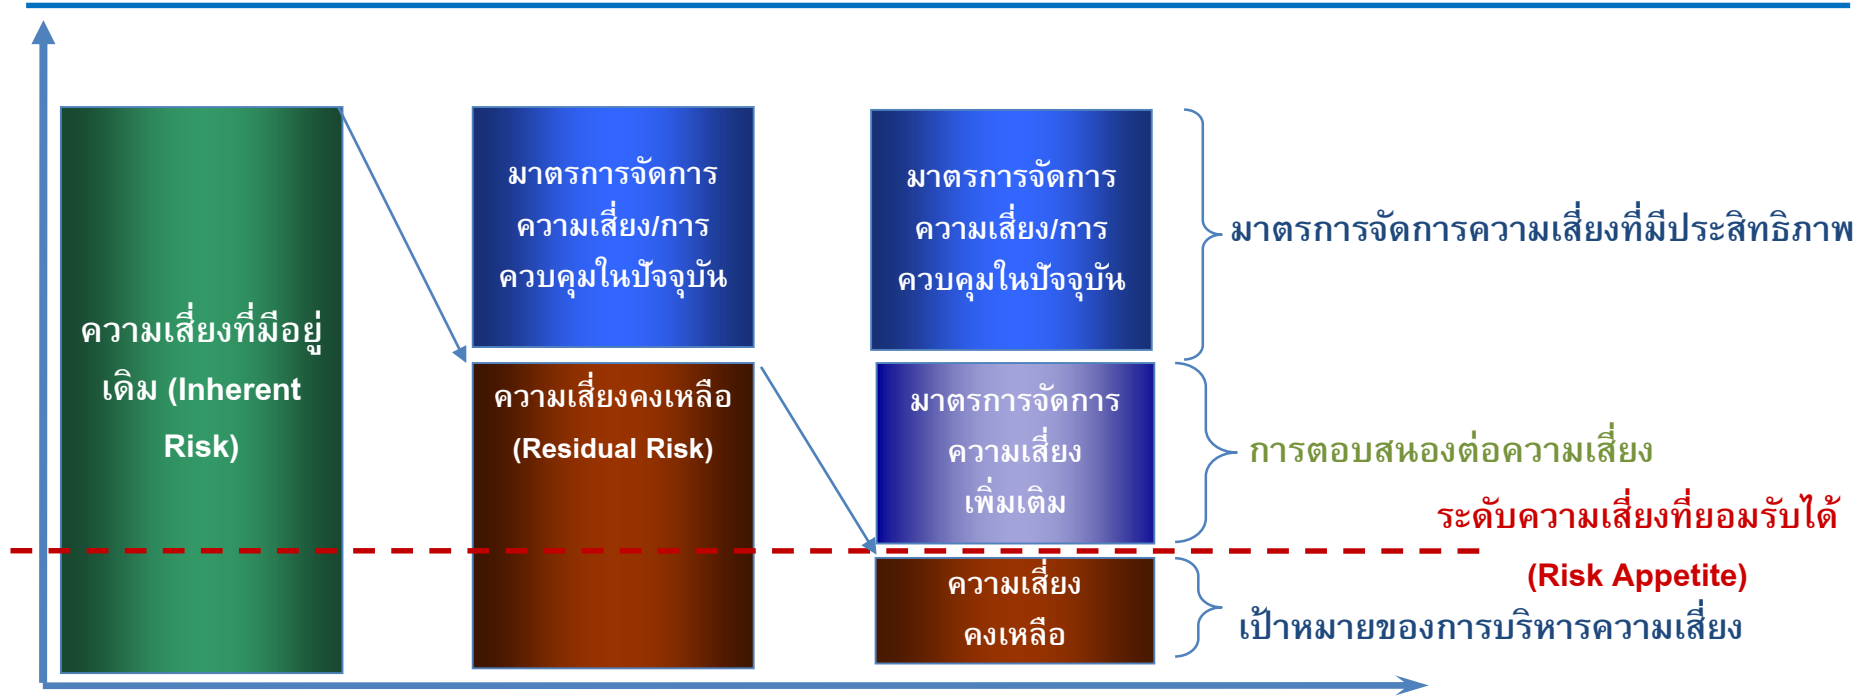 ความเสี่ยงที่มีอยู่
เดิม (Inherent
Risk)
มาตรการจัดการ
ความเสี่ยง/การ
ควบคุมในปัจจุบัน
ความเสี่ยงคงเหลือ
(Residual Risk)
มาตรการจัดการ
ความเสี่ยง/การ
ควบคุมในปัจจุบัน
มาตรการจัดการ
ความเสี่ยง
เพิ่มเติม
ความเสี่ยง
คงเหลือ
มาตรการจัดการความเสี่ยงที่มีประสิทธิภาพ
การตอบสนองต่อความเสี่ยง
ระดับความเสี่ยงที่ยอมรับได้
(Risk Appetite)
เป้าหมายของการบริหารความเสี่ยง